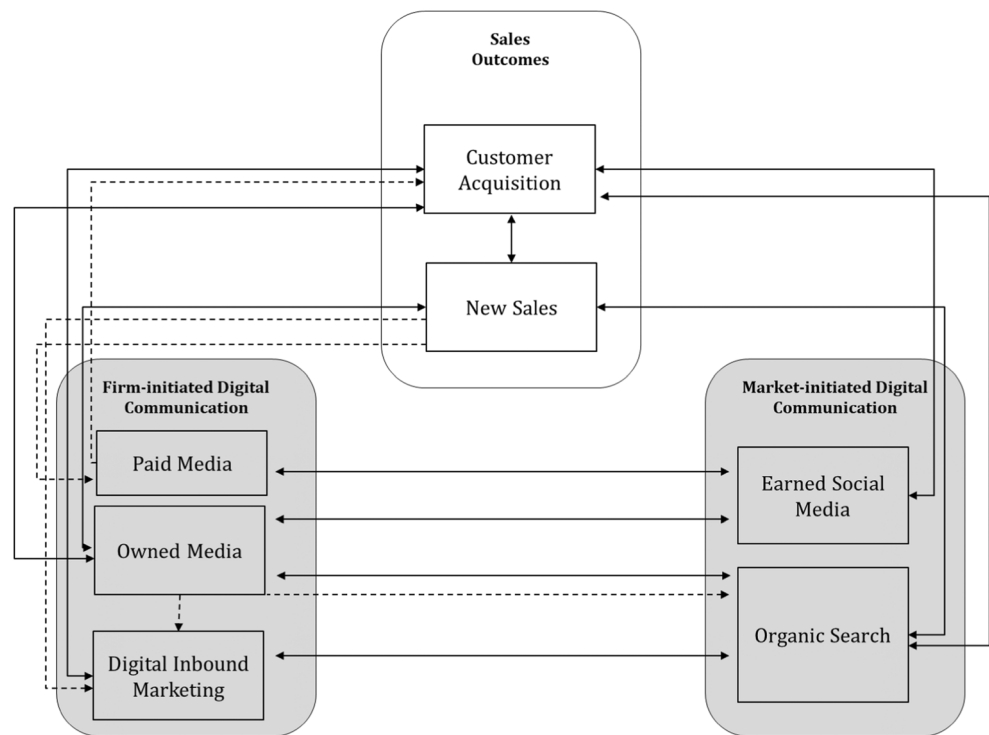 Sales
Outcomes
Customer
Acquisition
New Sales
Firm-initiated Digital
Communication
Paid Media
Owned Media
Digital Inbound
Marketing
Market-initiated Digital
Communication
Earned Social
Media
Organic Search